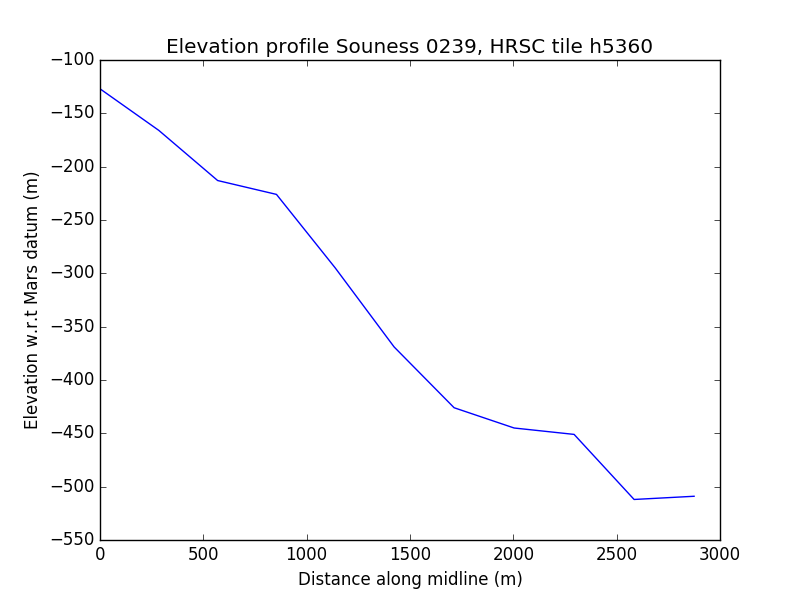 Elevation profile Souness 0239, HRSC tile h5360
−100
−150
−200
−250
−300
−350
−400
−450
−500
−550
Elevation w.r.t Mars datum (m)
0 500 1000 1500 2000 2500 3000
Distance along midline (m)